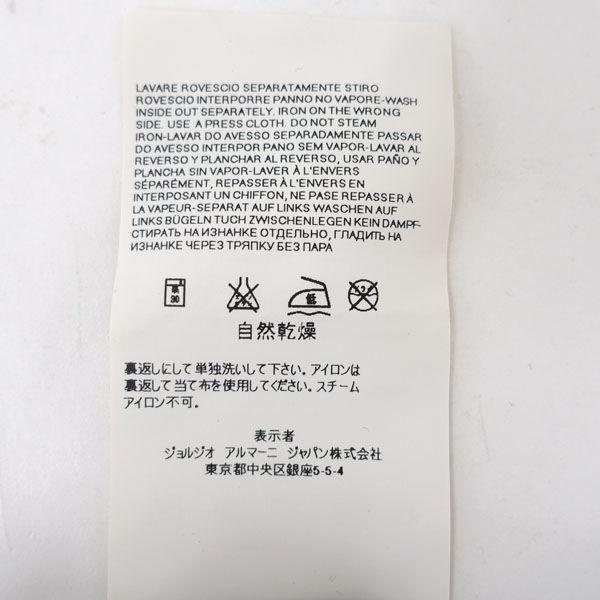 LAVARE ROVESCIO SEPARATAMENTE STIRO
ROVESCIO INTERPORRE PANNO NO VAPORE-WASH
INSIDE OUT SEPARATELY. IRON ON THE WRONG
SIDE. USE A PRESS CLOTH. DO NOT STEAM
IRON-LAVAR DO AVESSO SEPARADAMENTE PASSAR
DO AVESSO INTERPOR PANO SEM VAPOR-LAVAR AL
REVERSO Y PLANCHAR AL REVERSO, USAR PAÑO Y
PLANCHA SIN VAPOR-LAVER À L'ENVERS
SÉPARÉMENT, REPASSER À L'ENVERS EN
INTERPOSANT UN CHIFFON, NE PASE REPASSER À
LA VAPEUR-SEPARAT AUF LINKS WASCHEN AUF
LINKS BÜGELN TUCH ZWISCHENLEGEN KEIN DAMPF-
СТИРАТЬ НА ИЗНАНКЕ ОТДЕЛЬНО, ГЛАДИТЬ НА
ИЗНАНКЕ ЧЕРЕЗ ТРЯПКУ БЕЗ ПАРА
30 低
自然乾燥
裏返しにして単独洗いして下さい。アイロンは
裏返して当て布を使用してください。スチーム
アイロン不可。
表示者
ジョルジオ アルマーニ ジャパン株式会社
東京都中央区銀座5-5-4